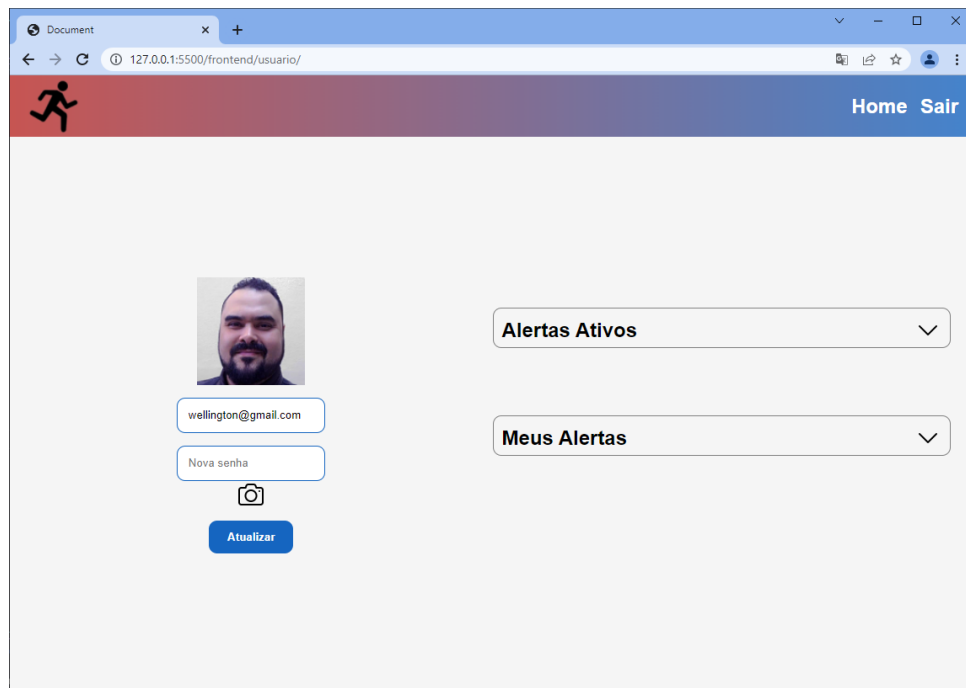 Document
127.0.0.1:5500/frontend/usuario/
Home Sair
wellington@gmail.com
Nova senha
Atualizar
Alertas Ativos
Meus Alertas